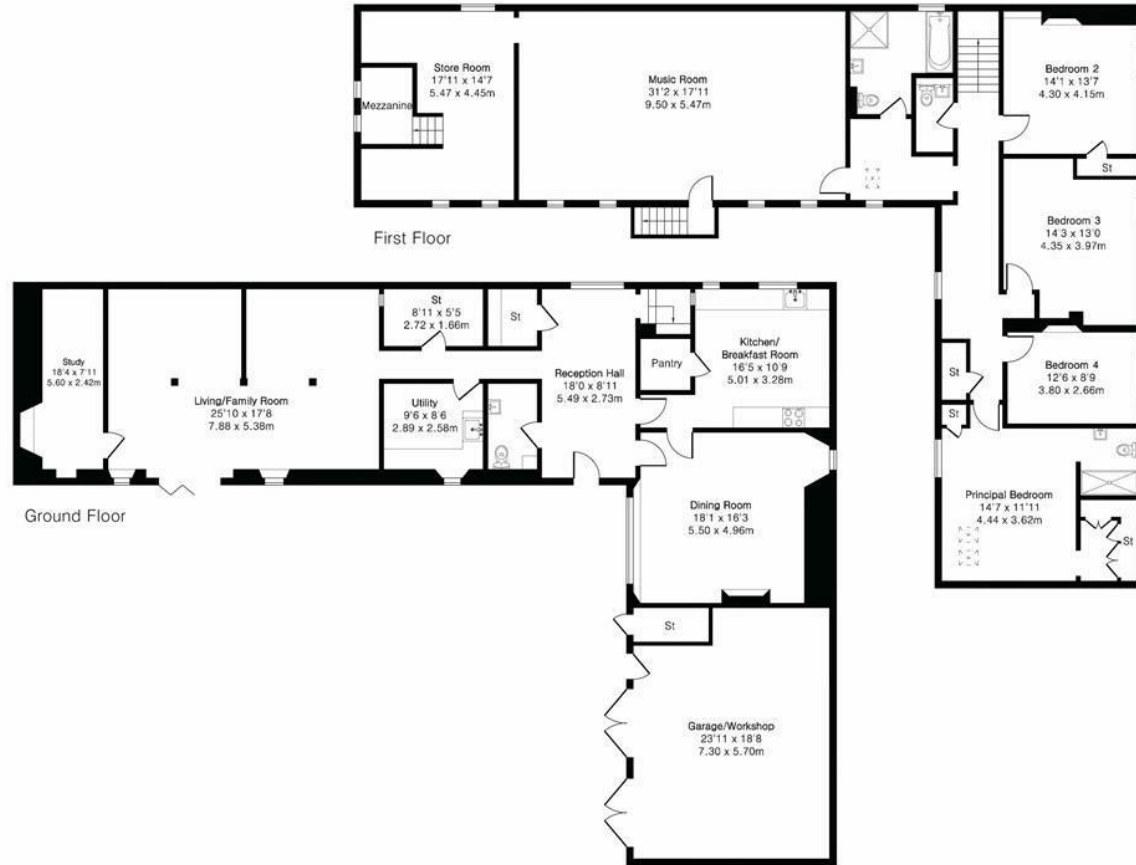 Store Room
17'11 x 14'7
5.47 x 4.45m
Mezzanine
Music Room
31'2 x 17'11
9.50 x 5.47m
Bedroom 2
14'1 x 13'7
4.30 x 4.15m
St
Bedroom 3
14'3 x 13'0
4.35 x 3.97m
Bedroom 4
12'6 x 8'9
3.80 x 2.66m
St
St
Principal Bedroom
14'7 x 11'11
4.44 x 3.62m
St
First Floor
Study
18'4 x 7'11
5.60 x 2.42m
Living/Family Room
25'10 x 17'8
7.88 x 5.38m
St
8'11 x 5'5
2.72 x 1.66m
St
Utility
9'6 x 8'6
2.89 x 2.58m
Reception Hall
18'0 x 8'11
5.49 x 2.73m
Pantry
Kitchen/
Breakfast Room
16'5 x 10'9
5.01 x 3.28m
Dining Room
18'1 x 16'3
5.50 x 4.96m
St
Garage/Workshop
23'11 x 18'8
7.30 x 5.70m
Ground Floor